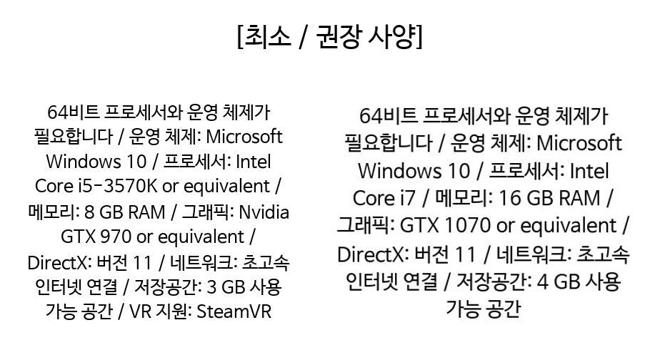 [최소 / 권장 사양]
64비트 프로세서와 운영 체제가
필요합니다 / 운영 체제: Microsoft
Windows 10 / 프로세서: Intel
Core i5-3570K or equivalent /
메모리: 8 GB RAM / 그래픽: Nvidia
GTX 970 or equivalent /
DirectX: 버전 11 / 네트워크: 초고속
인터넷 연결 / 저장공간: 3 GB 사용
가능 공간 / VR 지원: SteamVR
64비트 프로세서와 운영 체제가
필요합니다 / 운영 체제: Microsoft
Windows 10 / 프로세서: Intel
Core i7 / 메모리: 16 GB RAM /
그래픽: GTX 1070 or equivalent /
DirectX: 버전 11 / 네트워크: 초고속
인터넷 연결 / 저장공간: 4 GB 사용
가능 공간